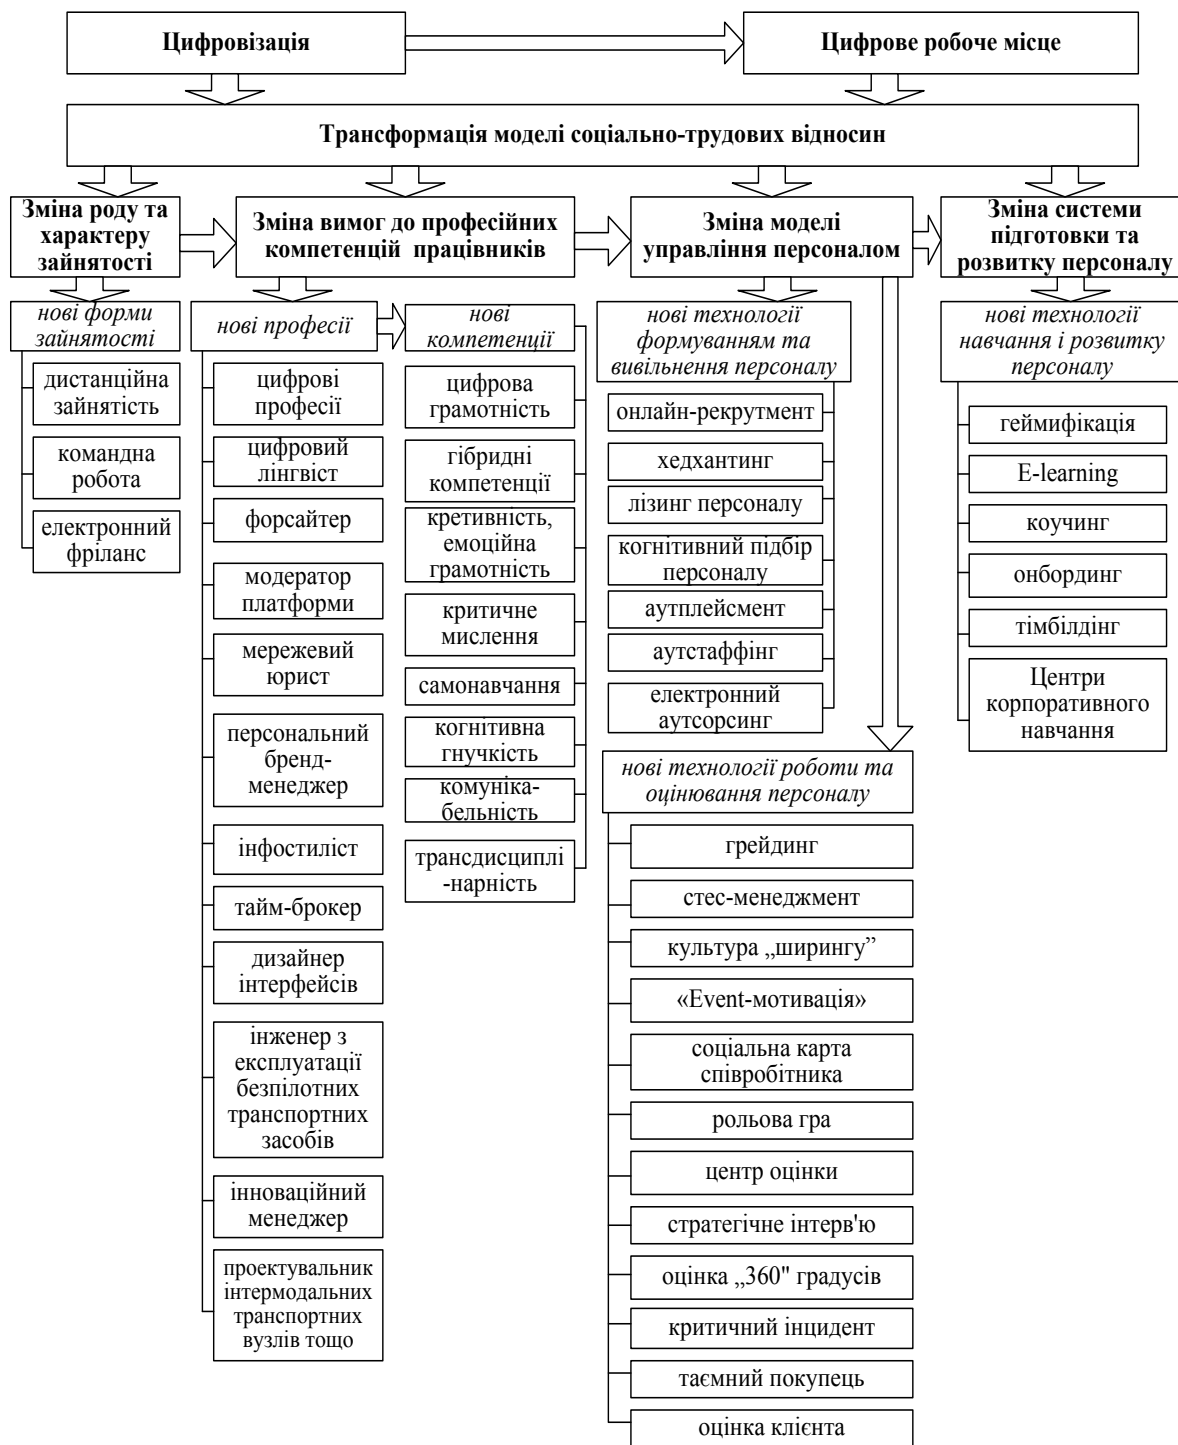 Цифровізація
Цифрове робоче місце
Трансформація моделі соціально-трудових відносин
Зміна роду та
характеру
зайнятості
Зміна вимог до професійних
компетенцій працівників
Зміна моделі
управління персоналом
Зміна системи
підготовки та
розвитку персоналу
нові форми
зайнятості
дистанційна
зайнятість
командна
робота
електронний
фріланс
нові професії
цифрові
професії
цифровий
лінгвіст
форсайтер
модератор
платформи
мережевий
юрист
персональний
бренд-
менеджер
інфостиліст
тайм-брокер
дизайнер
інтерфейсів
інженер з
експлуатації
безпілотних
транспортних
засобів
інноваційний
менеджер
проектувальник
інтермодальних
транспортних
вузлів тощо
нові
компетенції
цифрова
грамотність
гібридні
компетенції
кретивність,
емоційна
грамотність
критичне
мислення
самонавчання
когнітивна
гнучкість
комуніка-
бельність
трансдисциплі
-нарність
нові технології
формуванням та
вивільнення персоналу
онлайн-рекрутмент
хедхантинг
лізинг персоналу
когнітивний підбір
персоналу
аутплейсмент
аутстаффінг
електронний
аутсорсинг
нові технології роботи та
оцінювання персоналу
грейдинг
стес-менеджмент
культура „ширингу”
«Event-мотивація»
соціальна карта
співробітника
рольова гра
центр оцінки
стратегічне інтерв'ю
оцінка „360" градусів
критичний інцидент
таємний покупець
оцінка клієнта
нові технології
навчання і розвитку
персоналу
геймифікація
E-learning
коучинг
онбординг
тімбілдінг
Центри
корпоративного
навчання